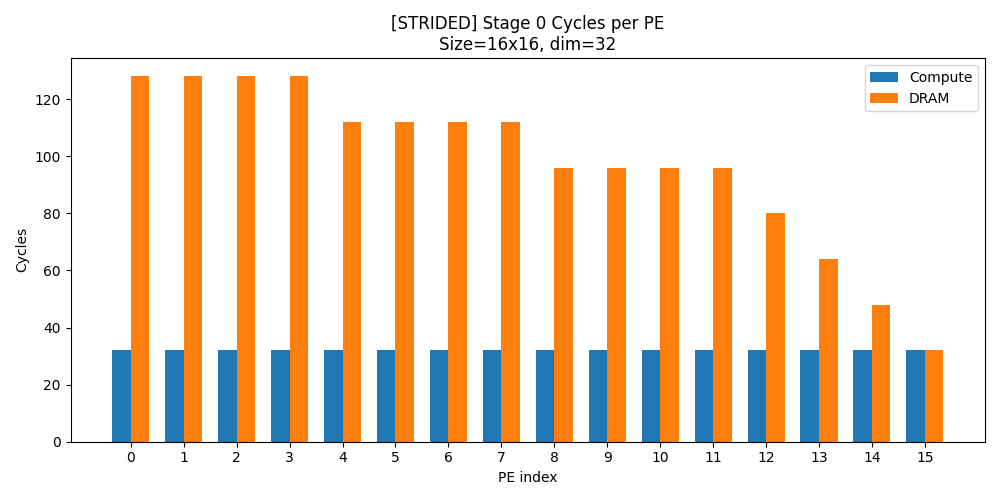 [STRIDED] Stage 0 Cycles per PE
Size=16x16, dim=32
Compute
DRAM
Cycles
120
100
80
60
40
20
0
0 1 2 3 4 5 6 7 8 9 10 11 12 13 14 15
PE index